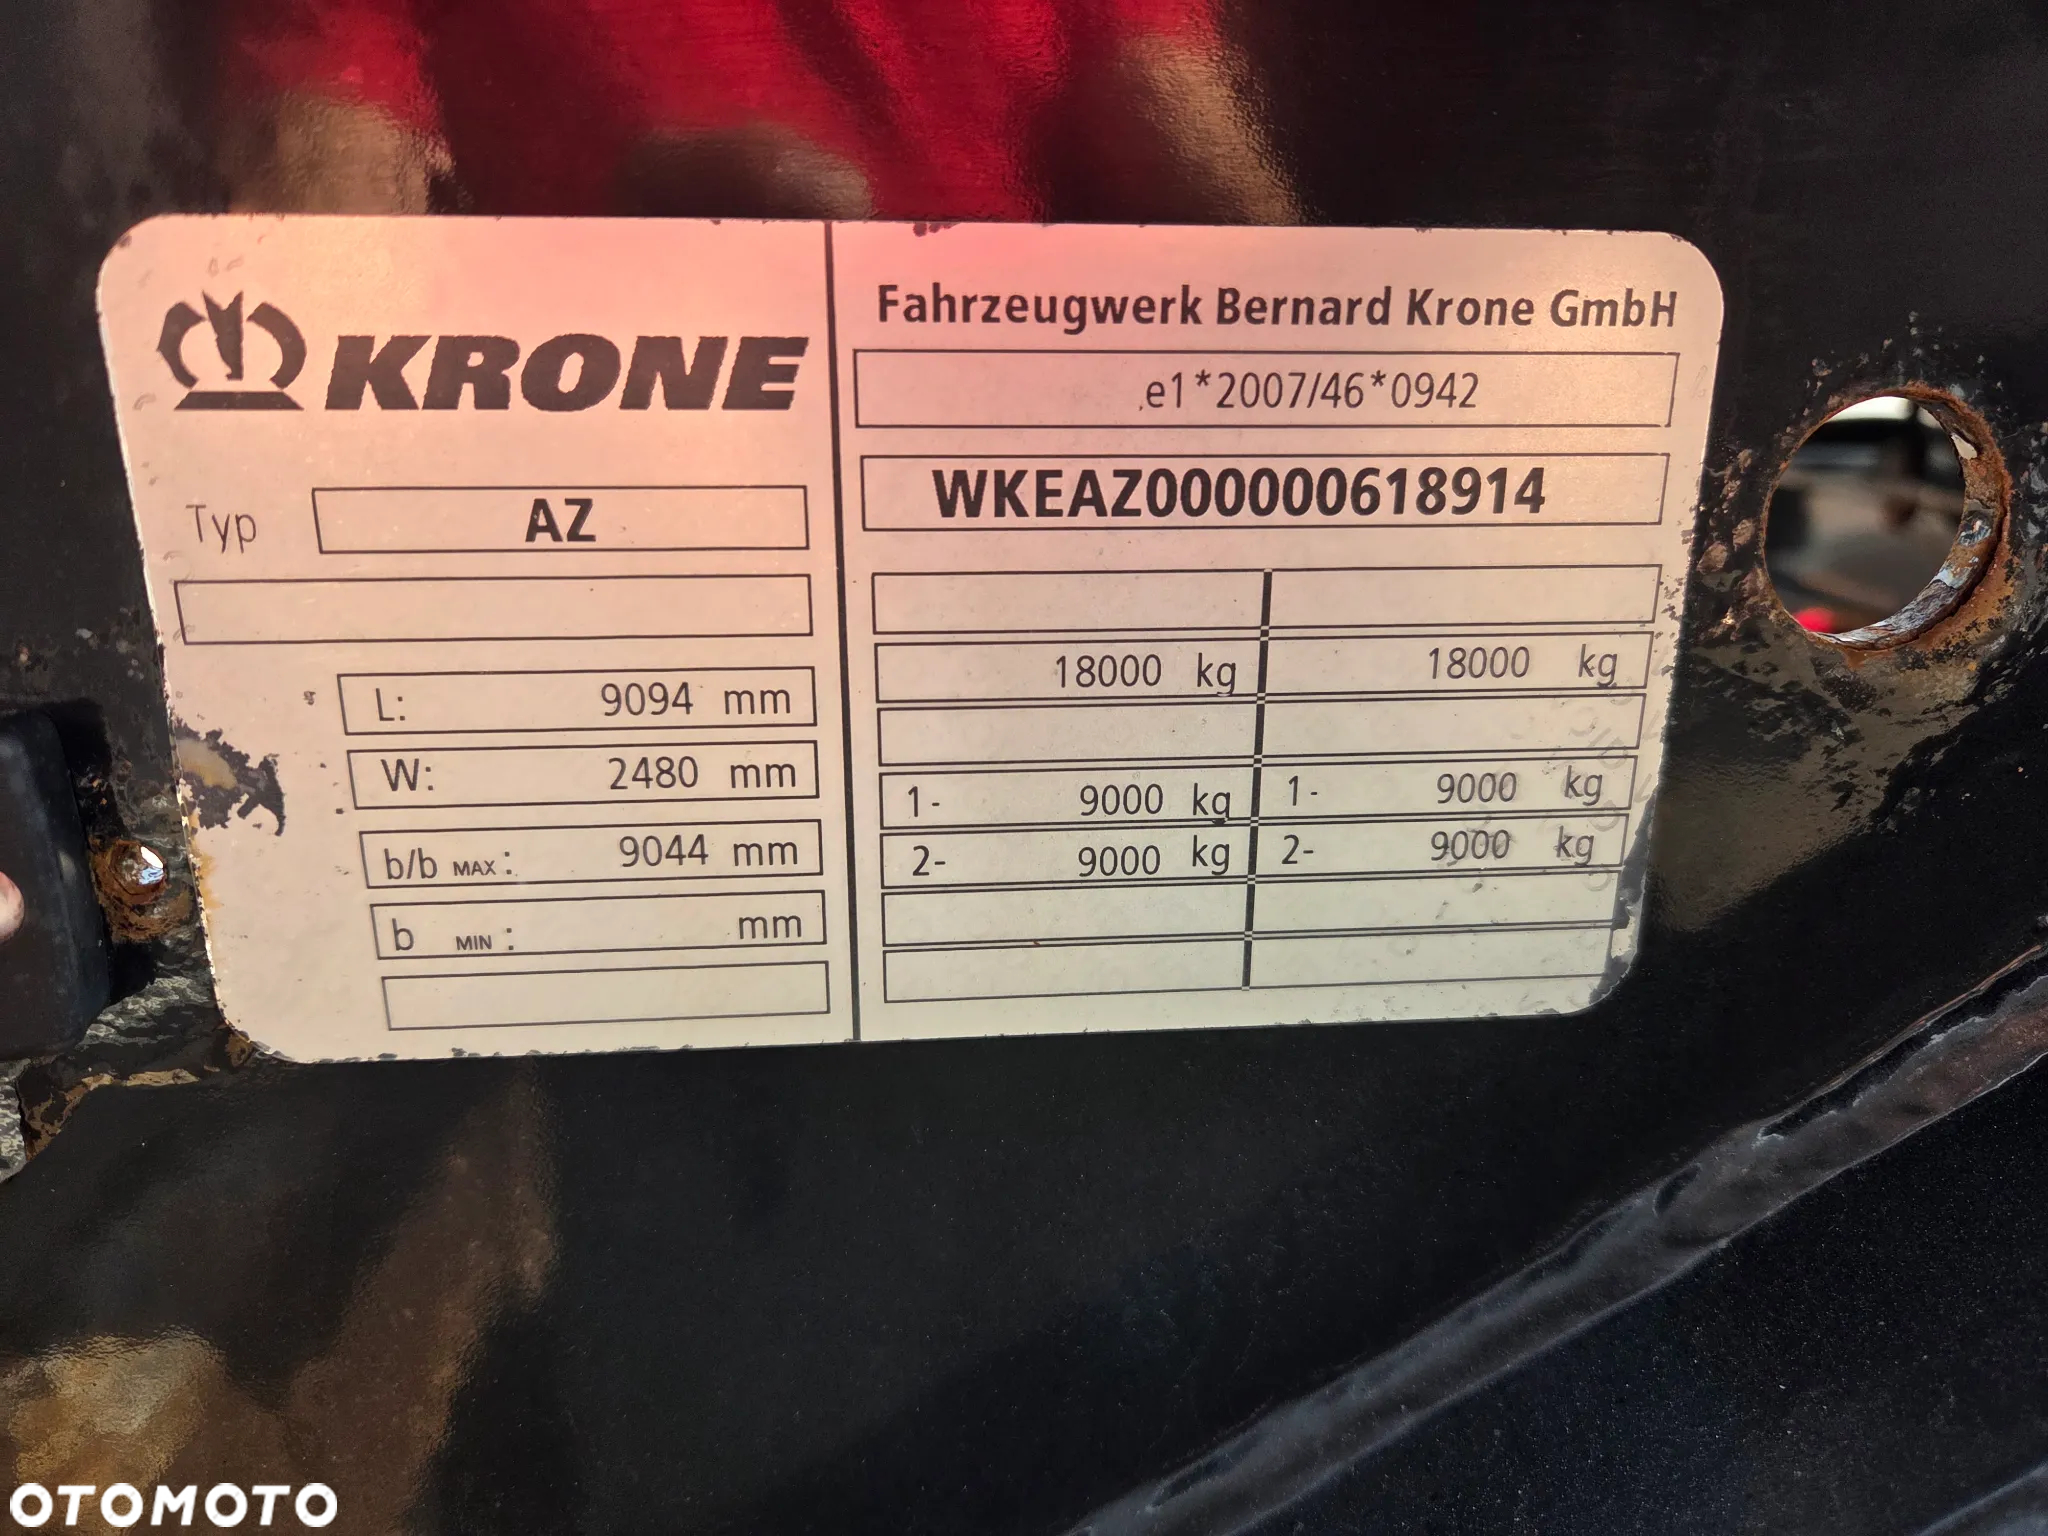 KRONE
Typ AZ
L: 9094 mm
W: 2480 mm
b/b MAX : 9044 mm
b MIN : mm
Fahrzeugwerk Bernard Krone GmbH
e1*2007/46*0942
WKEAZ000000618914
18000 kg 18000 kg
1- 9000 kg 1- 9000 kg
2- 9000 kg 2- 9000 kg
OTOMOTO